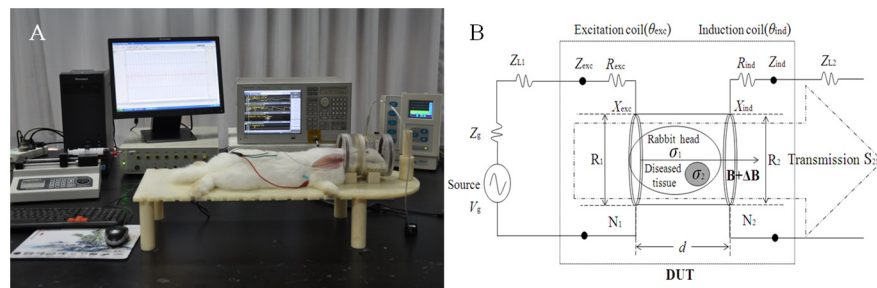 A
B
Excitation coil(θexc)
Induction coil(θind)
ZL1
Zexc
Rexc
Rind
Zind
ZL2
Xexc
Xind
Zg
Rabbit head
σ1
R1
Diseased
tissue
σ2
B+ΔB
R2
Transmission S2
Source
Vg
N1
N2
d
DUT